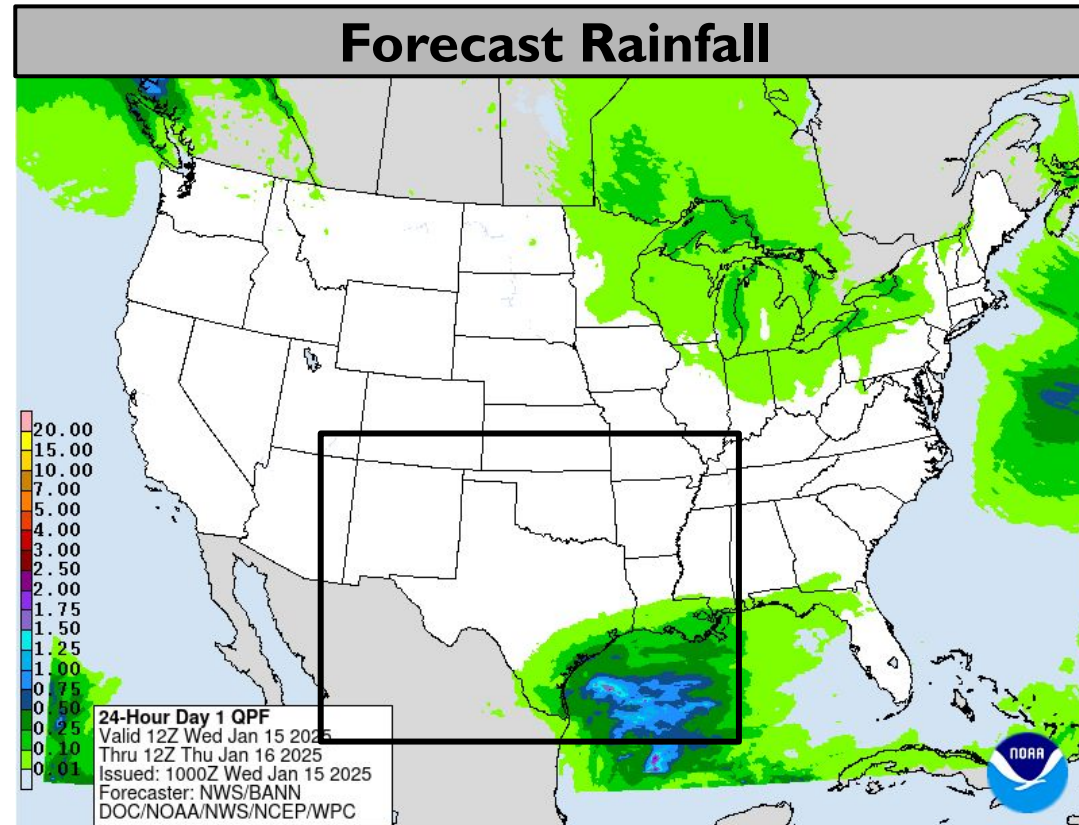 Forecast Rainfall
20.00
15.00
10.00
7.00
5.00
4.00
3.00
2.50
2.00
1.75
1.50
1.25
1.00
0.75
0.50
0.25
0.10
0.01
24-Hour Day 1 QPF
Valid 12Z Wed Jan 15 2025
Thru 12Z Thu Jan 16 2025
Issued: 1000Z Wed Jan 15 2025
Forecaster: NWS/BANN
DOC/NOAA/NWS/NCEP/WPC
NOAA